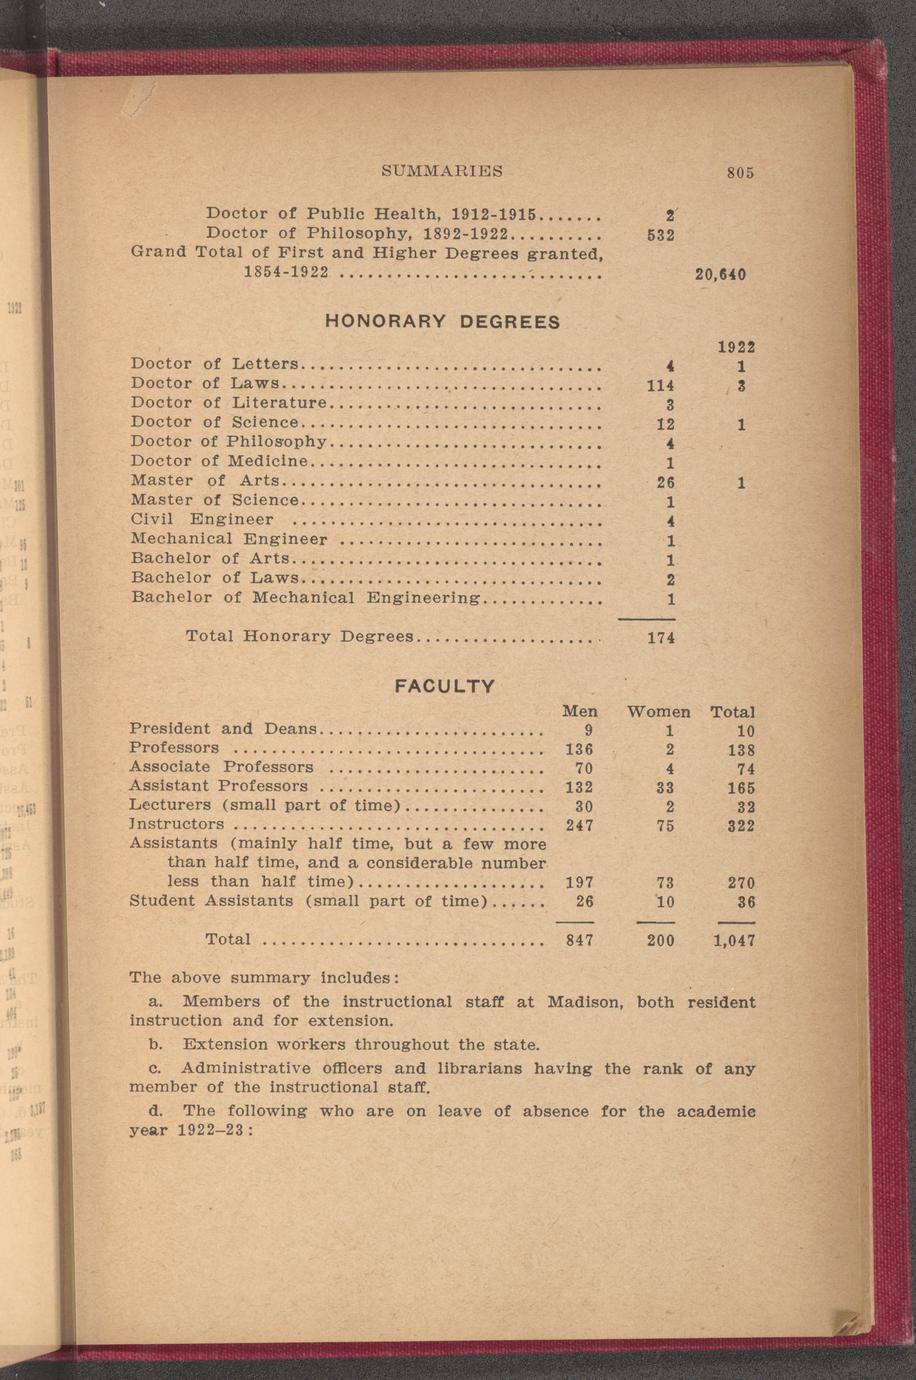 SUMMARIES 805
Doctor of Public Health, 1912-1915....... 2
Doctor of Philosophy, 1892-1922.......... 532
Grand Total of First and Higher Degrees granted,
1854-1922 ............................ 20,640
HONORARY DEGREES
1922
Doctor of Letters................................ 4 1
Doctor of Laws.................................. 114 3
Doctor of Literature............................. 3
Doctor of Science................................ 12 1
Doctor of Philosophy............................. 4
Doctor of Medicine............................... 1
Master of Arts.................................. 26 1
Master of Science................................ 1
Civil Engineer ................................. 4
Mechanical Engineer ............................ 1
Bachelor of Arts................................. 1
Bachelor of Laws................................ 2
Bachelor of Mechanical Engineering............. 1
Total Honorary Degrees.................... 174
FACULTY
Men Women Total
President and Deans........................ 9 1 10
Professors ................................. 136 2 138
Associate Professors ....................... 70 4 74
Assistant Professors ........................ 132 33 165
Lecturers (small part of time)............... 30 2 32
Instructors ................................. 247 75 322
Assistants (mainly half time, but a few more
than half time, and a considerable number
less than half time).................... 197 73 270
Student Assistants (small part of time)...... 26 10 36
Total .............................. 847 200 1,047
The above summary includes:
a. Members of the instructional staff at Madison, both resident
instruction and for extension.
b. Extension workers throughout the state.
c. Administrative officers and librarians having the rank of any
member of the instructional staff.
d. The following who are on leave of absence for the academic
year 1922–23: